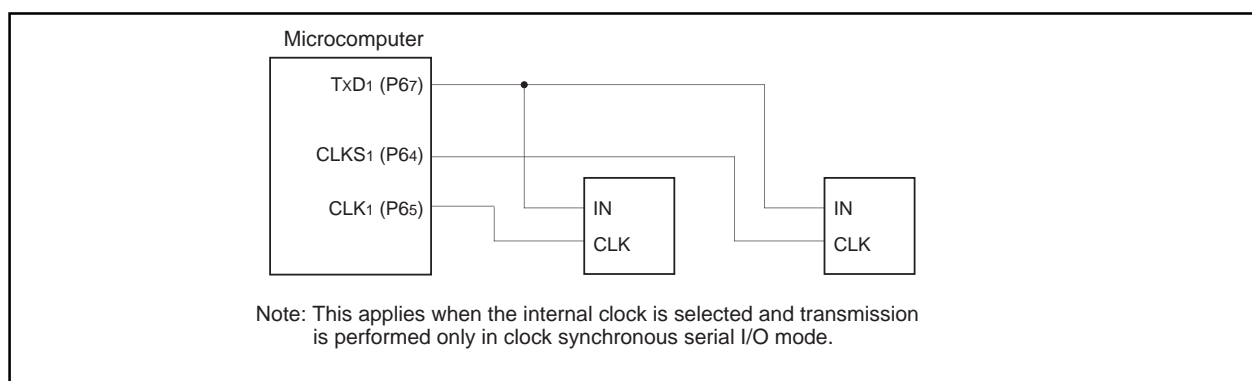 Microcomputer
TXD1 (P67)
CLKS1 (P64)
CLK1 (P65)
IN
CLK
IN
CLK
Note: This applies when the internal clock is selected and transmission
is performed only in clock synchronous serial I/O mode.